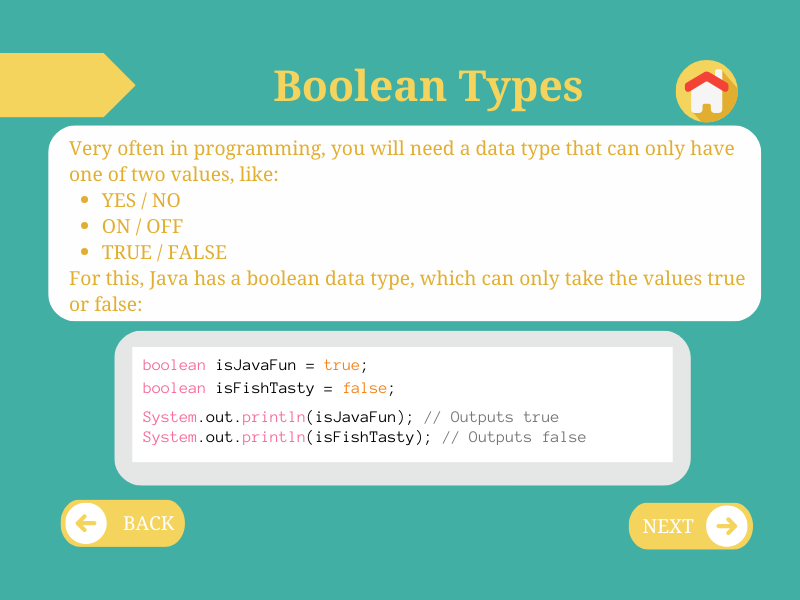 Boolean Types
Very often in programming, you will need a data type that can only have
one of two values, like:
• YES / NO
• ON / OFF
• TRUE / FALSE
For this, Java has a boolean data type, which can only take the values true
or false:
boolean isJavaFun = true;
boolean isFishTasty = false;
System.out.println(isJavaFun); // Outputs true
System.out.println(isFishTasty); // Outputs false
BACK
NEXT